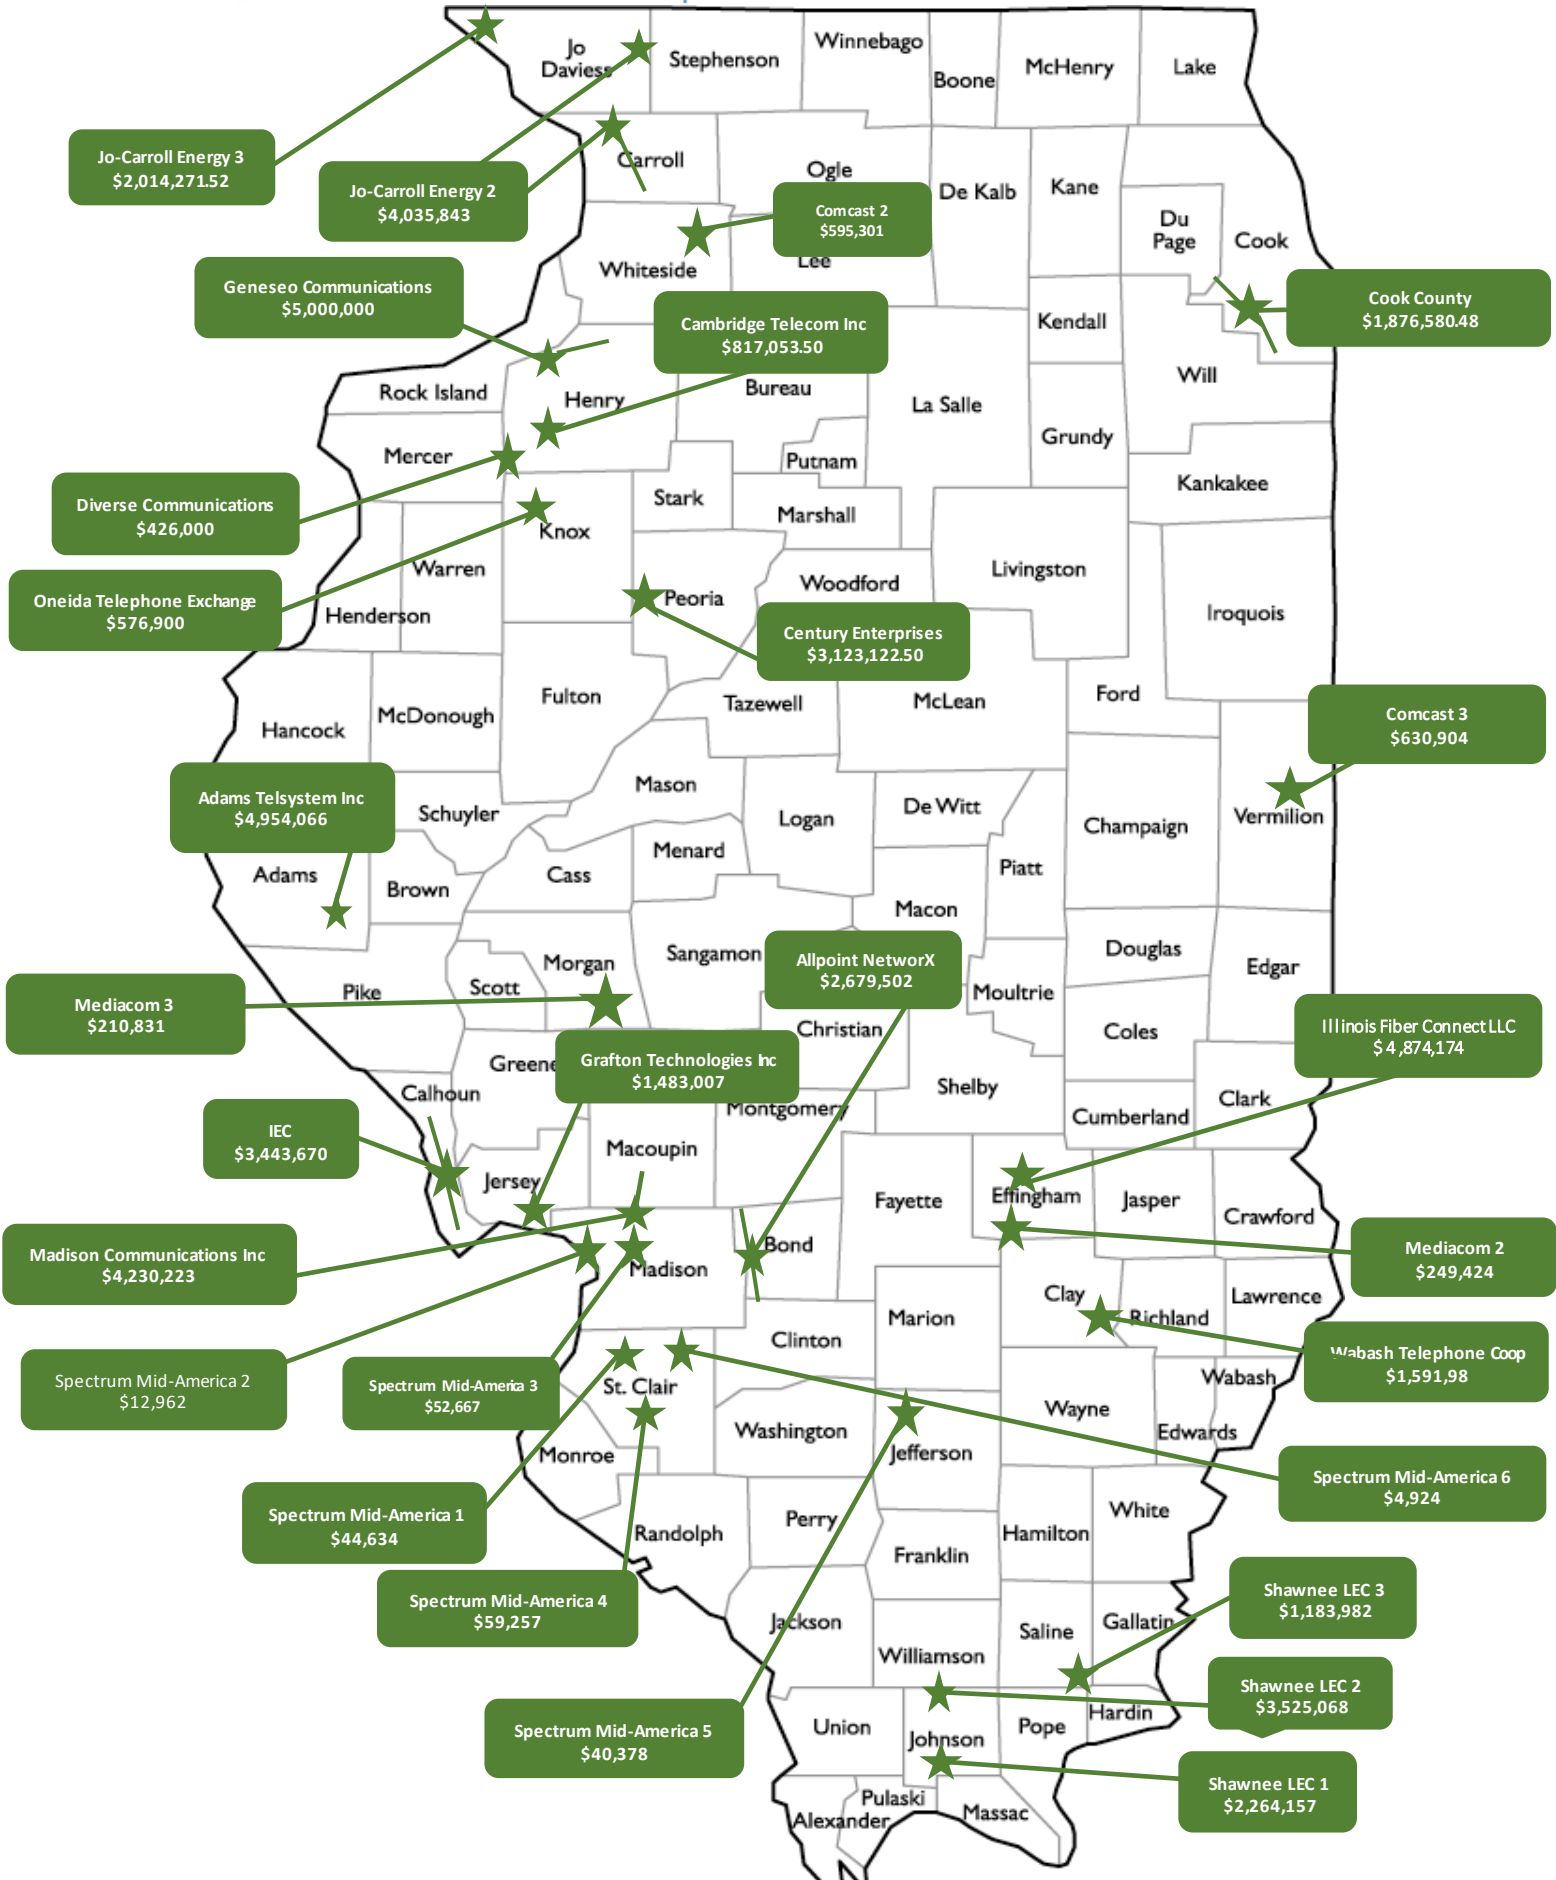 Jo
Daviess
Stephenson
Winnebago
Boone
McHenry
Lake
Jo-Carroll Energy 3
$2,014,271.52
Jo-Carroll Energy 2
$4,035,843
Carroll
Ogle
De Kalb
Kane
Du
Page
Cook
Comcast 2
$595,301
Lee
Whiteside
Geneseo Communications
$5,000,000
Cambridge Telecom Inc
$817,053.50
Kendall
Cook County
$1,876,580.48
Will
Rock Island
Henry
Bureau
La Salle
Grundy
Mercer
Putnam
Kankakee
Diverse Communications
$426,000
Stark
Marshall
Knox
Warren
Woodford
Livingston
Oneida Telephone Exchange
$576,900
Henderson
Peoria
Iroquois
Century Enterprises
$3,123,122.50
Fulton
Tazewell
McLean
Ford
Hancock
McDonough
Comcast 3
$630,904
Adams Telsystem Inc
$4,954,066
Schuyler
Mason
Logan
De Witt
Champaign
Vermilion
Adams
Brown
Cass
Menard
Piatt
Macon
Morgan
Sangamon
Allpoint NetworX
$2,679,502
Douglas
Edgar
Pike
Scott
Moultrie
Mediacom 3
$210,831
Christian
Coles
Illinois Fiber Connect LLC
$4,874,174
Greene
Grafton Technologies Inc
$1,483,007
Calhoun
Montgomery
Shelby
Cumberland
Clark
IEC
$3,443,670
Macoupin
Jersey
Fayette
Effingham
Jasper
Crawford
Madison Communications Inc
$4,230,223
Bond
Madison
Mediacom 2
$249,424
Clay
Richland
Lawrence
Marion
Clinton
Wabash Telephone Coop
$1,591,98
Spectrum Mid-America 2
$12,962
Spectrum Mid-America 3
$52,667
St. Clair
Wabash
Washington
Wayne
Edwards
Monroe
Jefferson
Spectrum Mid-America 6
$4,924
Spectrum Mid-America 1
$44,634
Randolph
Perry
Hamilton
White
Franklin
Spectrum Mid-America 4
$59,257
Jackson
Saline
Gallatin
Shawnee LEC 3
$1,183,982
Williamson
Shawnee LEC 2
$3,525,068
Spectrum Mid-America 5
$40,378
Union
Johnson
Pope
Hardin
Shawnee LEC 1
$2,264,157
Pulaski
Alexander
Massac